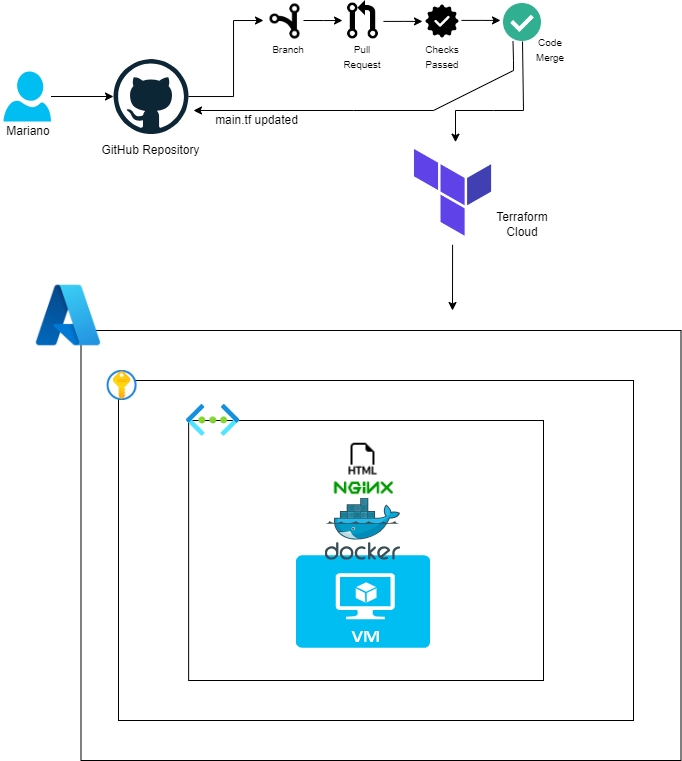 Branch
Pull
Request
Checks
Passed
Code
Merge
Mariano
main.tf updated
GitHub Repository
Terraform
Cloud
HTML
NGiNX
docker
VM